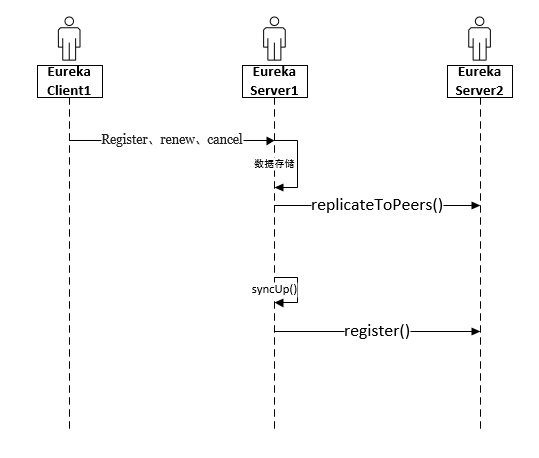 Eureka
Client1
Eureka
Server1
Eureka
Server2
Register、renew、cancel
数据存储
replicateToPeers()
syncUp()
register()